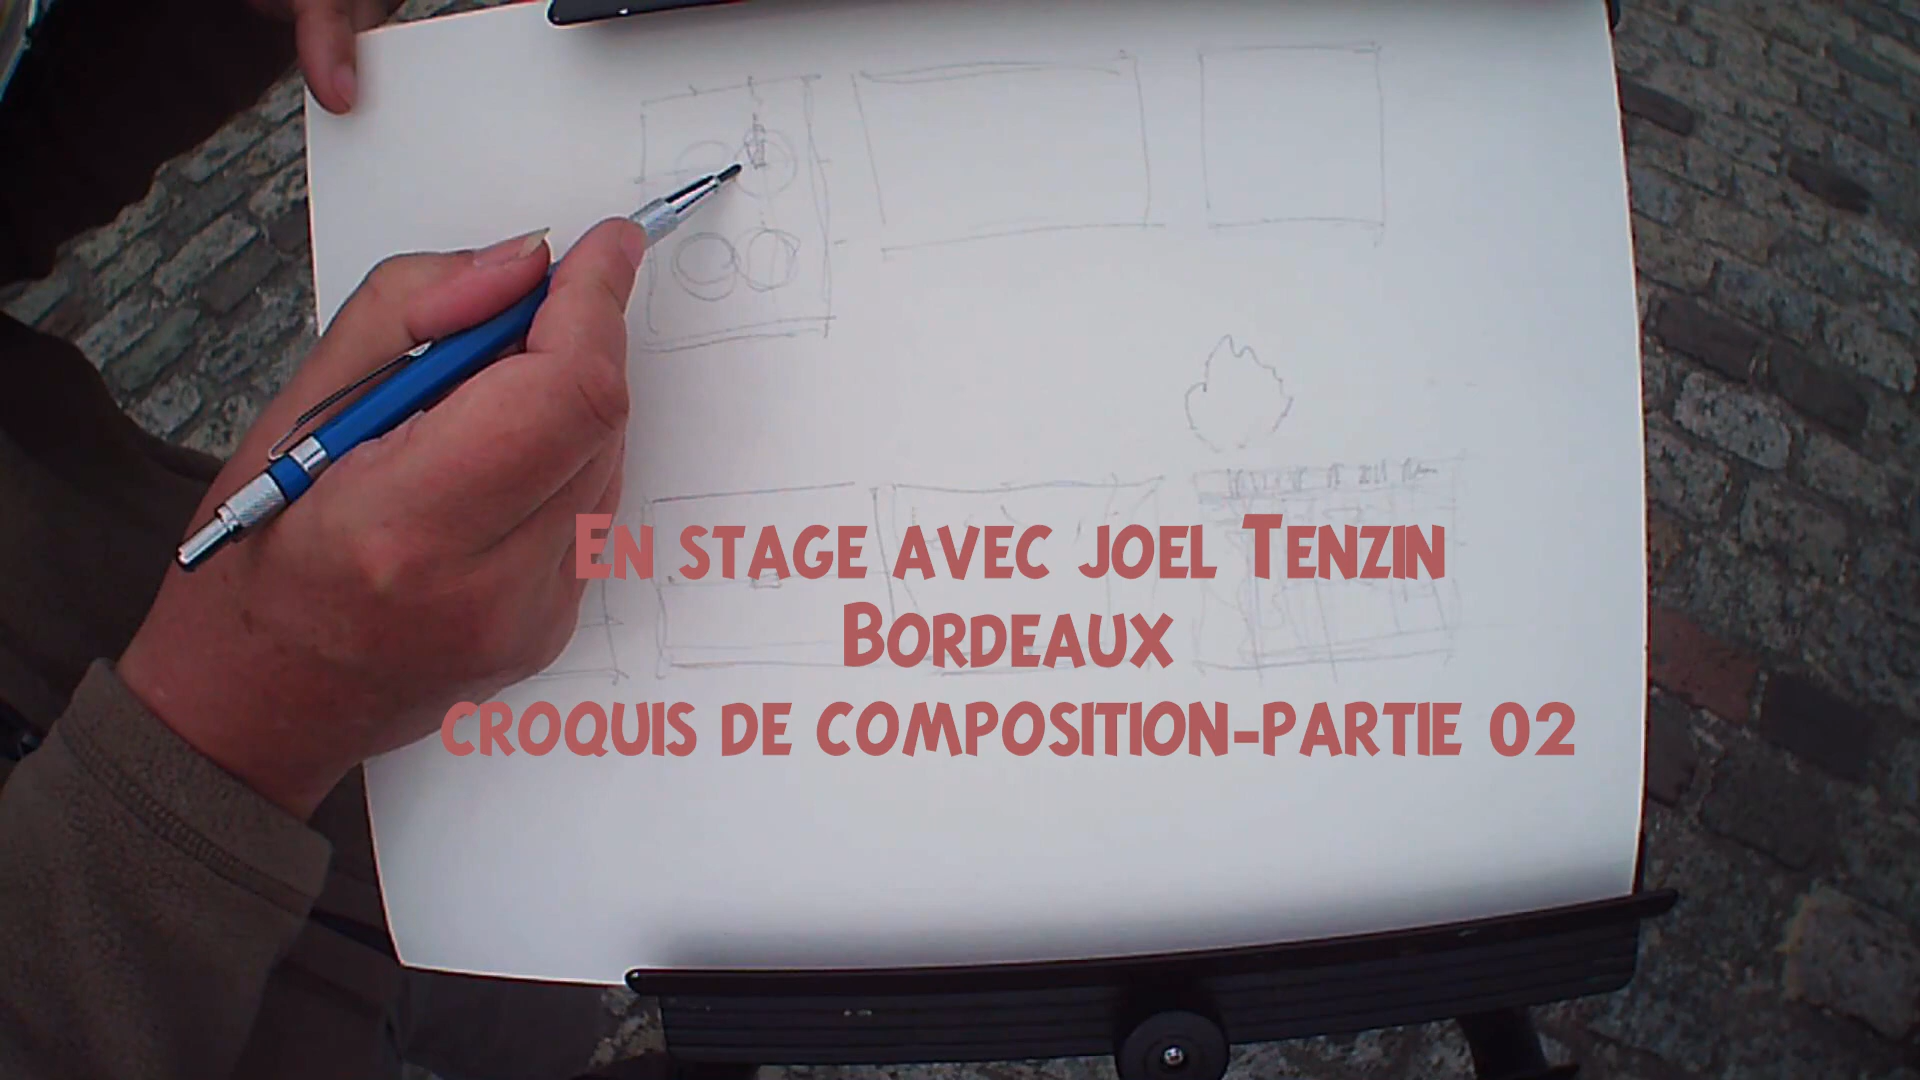 En stage avec joel Tenzin
Bordeaux
croquis de composition-partie 02